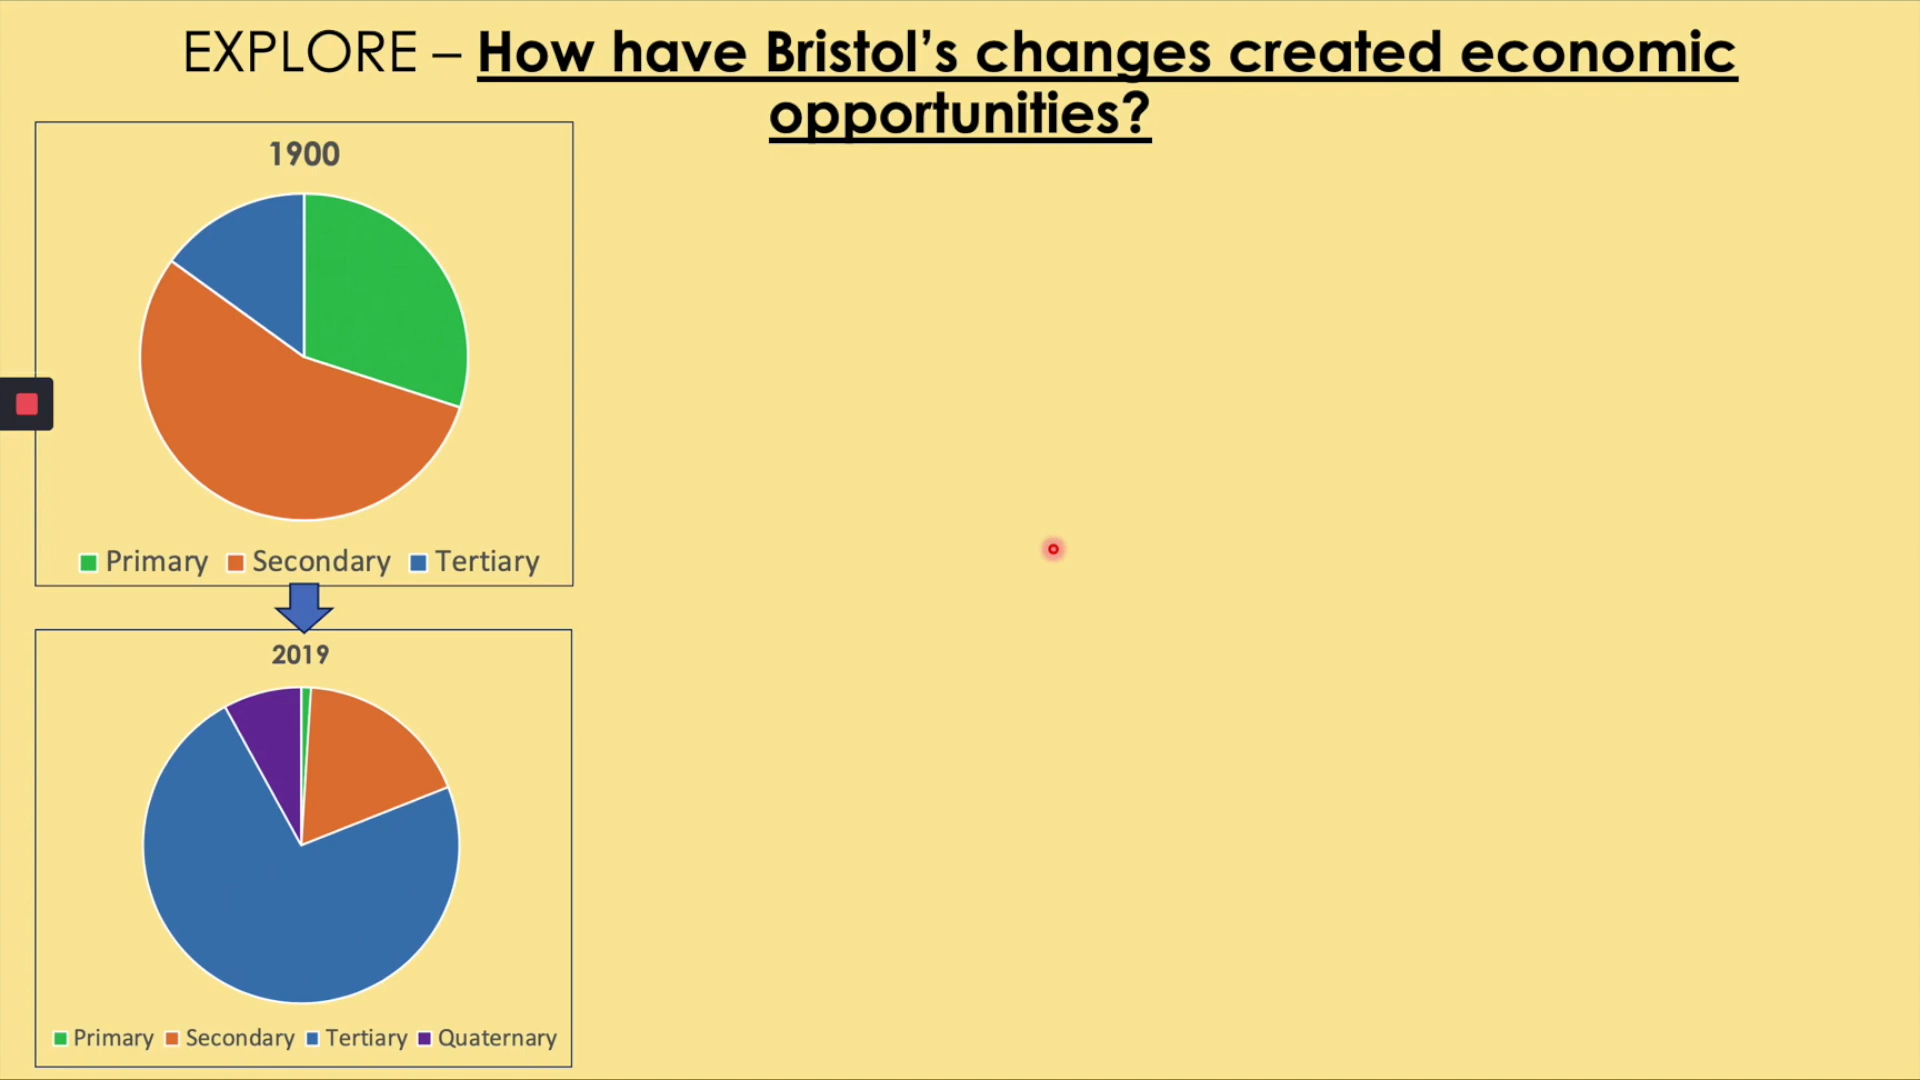 EXPLORE – How have Bristol’s changes created economic
opportunities?
1900
Primary Secondary Tertiary
2019
Primary Secondary Tertiary Quaternary